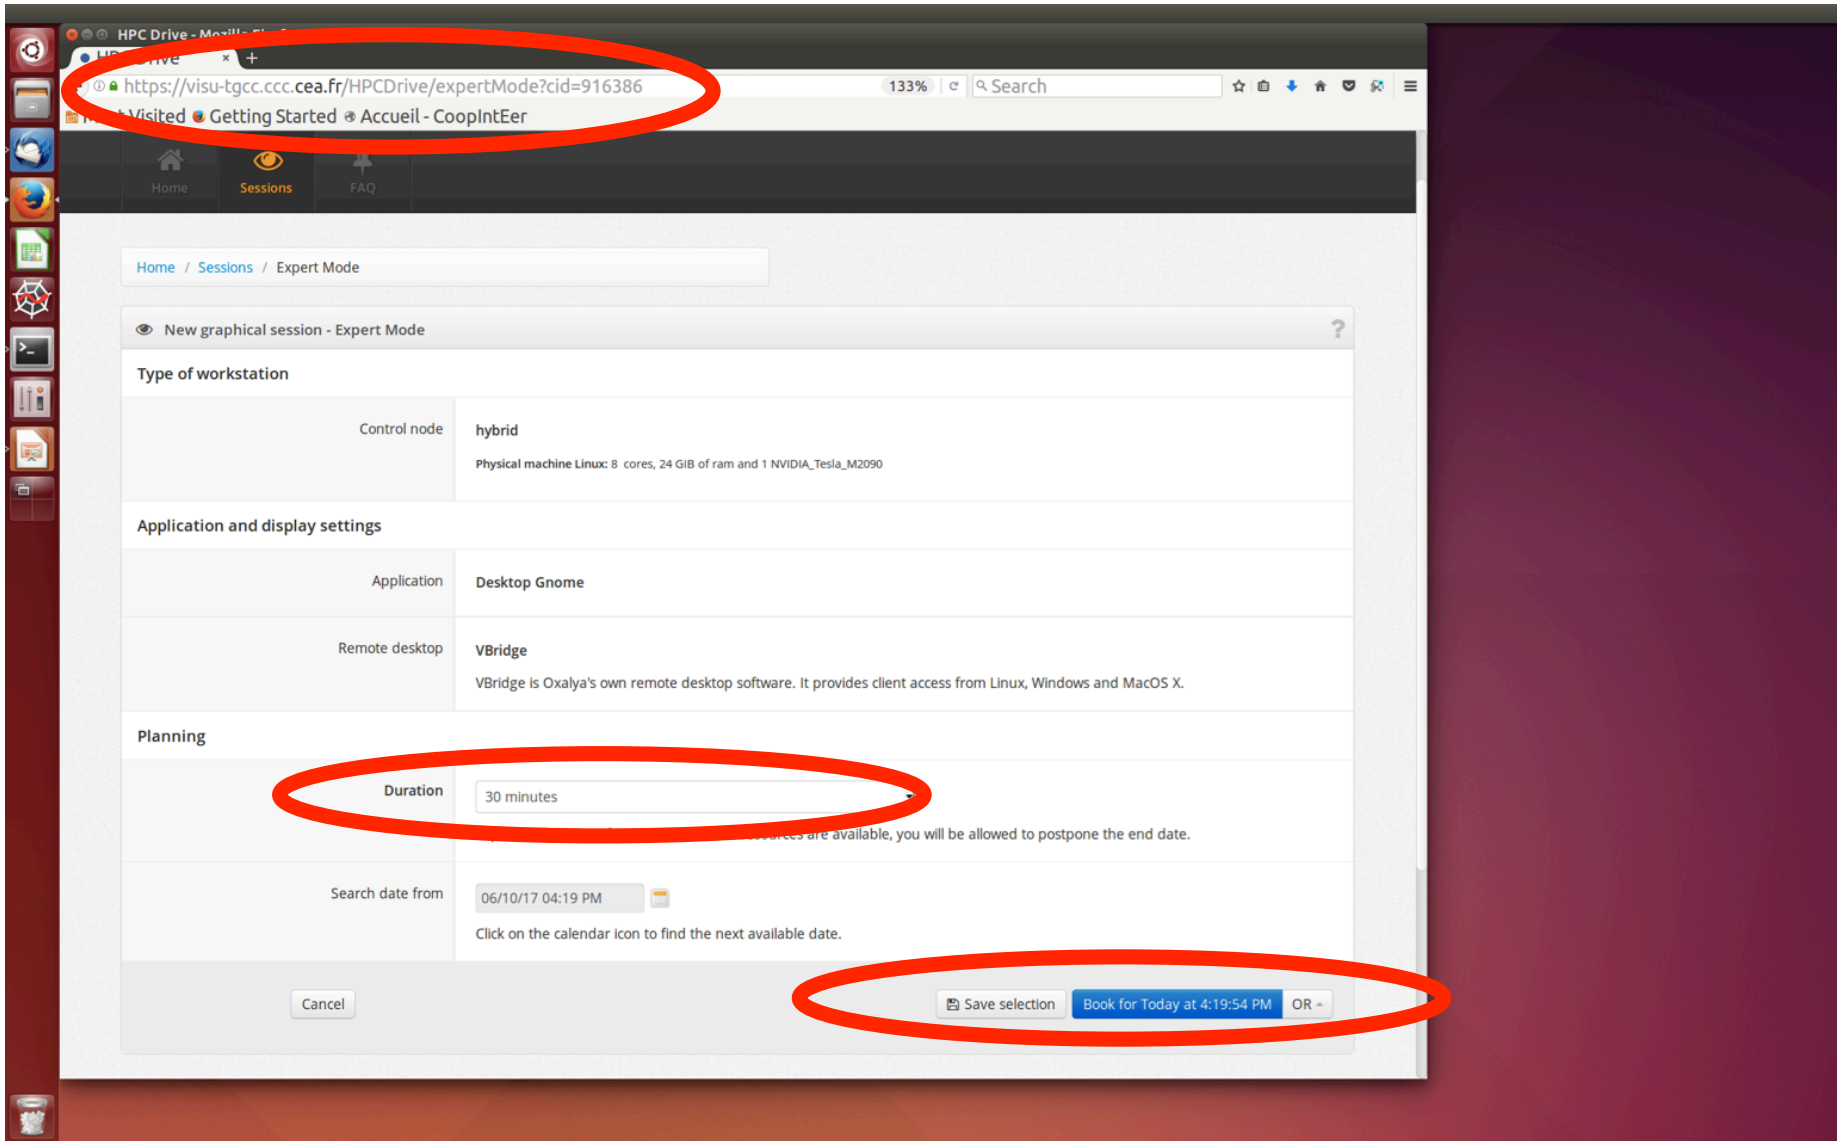 HPC Drive - Mozilla
HPC Drive × +
https://visu-tgcc.ccc.cea.fr/HPCDrive/expertMode?cid=916386 133% Search
Visited Getting Started Accueil - CoopIntEer
Home Sessions FAQ
Home / Sessions / Expert Mode
New graphical session - Expert Mode ?
Type of workstation
Control node hybrid
Physical machine Linux: 8 cores, 24 GIB of ram and 1 NVIDIA_Tesla_M2090
Application and display settings
Application Desktop Gnome
Remote desktop VBridge
VBridge is Oxalya's own remote desktop software. It provides client access from Linux, Windows and MacOS X.
Planning
Duration 30 minutes
are available, you will be allowed to postpone the end date.
Search date from 06/10/17 04:19 PM
Click on the calendar icon to find the next available date.
Cancel Save selection Book for Today at 4:19:54 PM OR